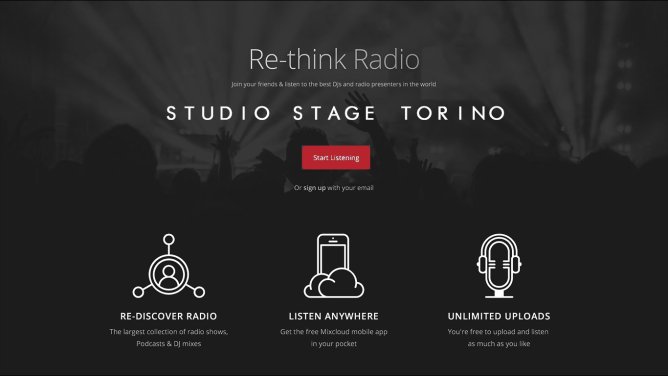 Re-think Radio
Join your friends & listen to the best Djs and radio presenters in the world
STUDIO STAGE TORINO
Start Listening
Or sign up with your email
RE-DISCOVER RADIO
The largest collection of radio shows,
Podcasts & DJ mixes
LISTEN ANYWHERE
Get the free Mixcloud mobile app
in your pocket
UNLIMITED UPLOADS
You're free to upload and listen
as much as you like